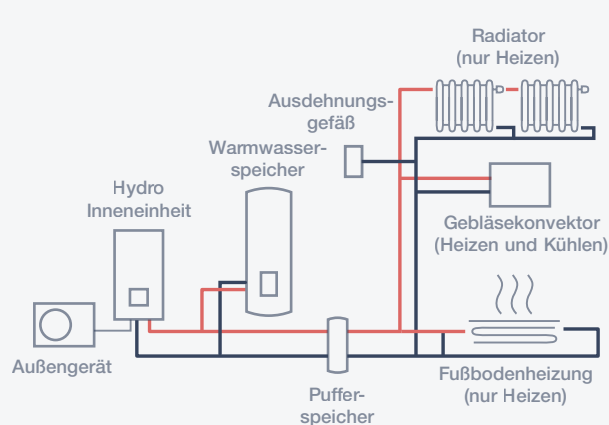 Radiator
(nur Heizen)
Ausdehnungs-
gefäß
Warmwasser-
speicher
Hydro
Inneneinheit
Gebläsekonvektor
(Heizen und Kühlen)
Außengerät
Fußbodenheizung
(nur Heizen)
Puffer-
speicher